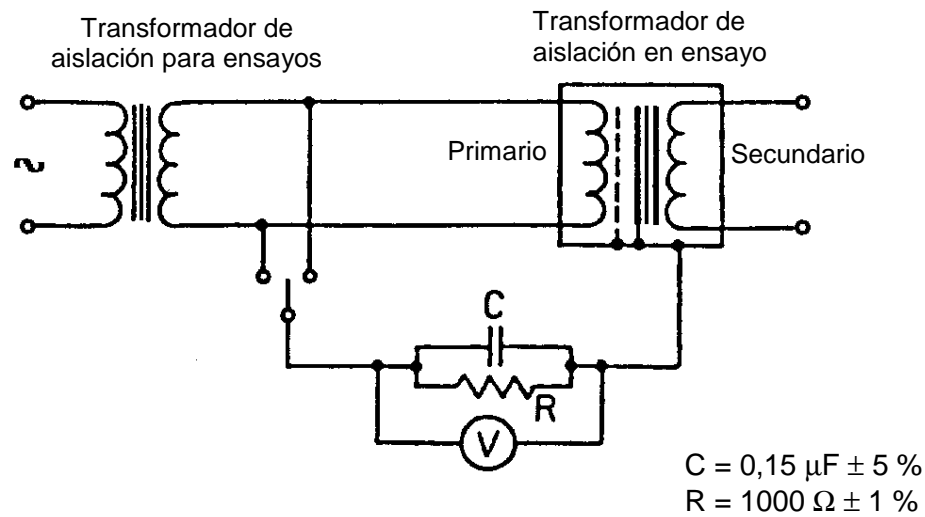 Transformador de
aislación para ensayos
Transformador de
aislación en ensayo
Primario
Secundario
C
R
V
C = 0,15 μF ± 5 %
R = 1000 Ω ± 1 %